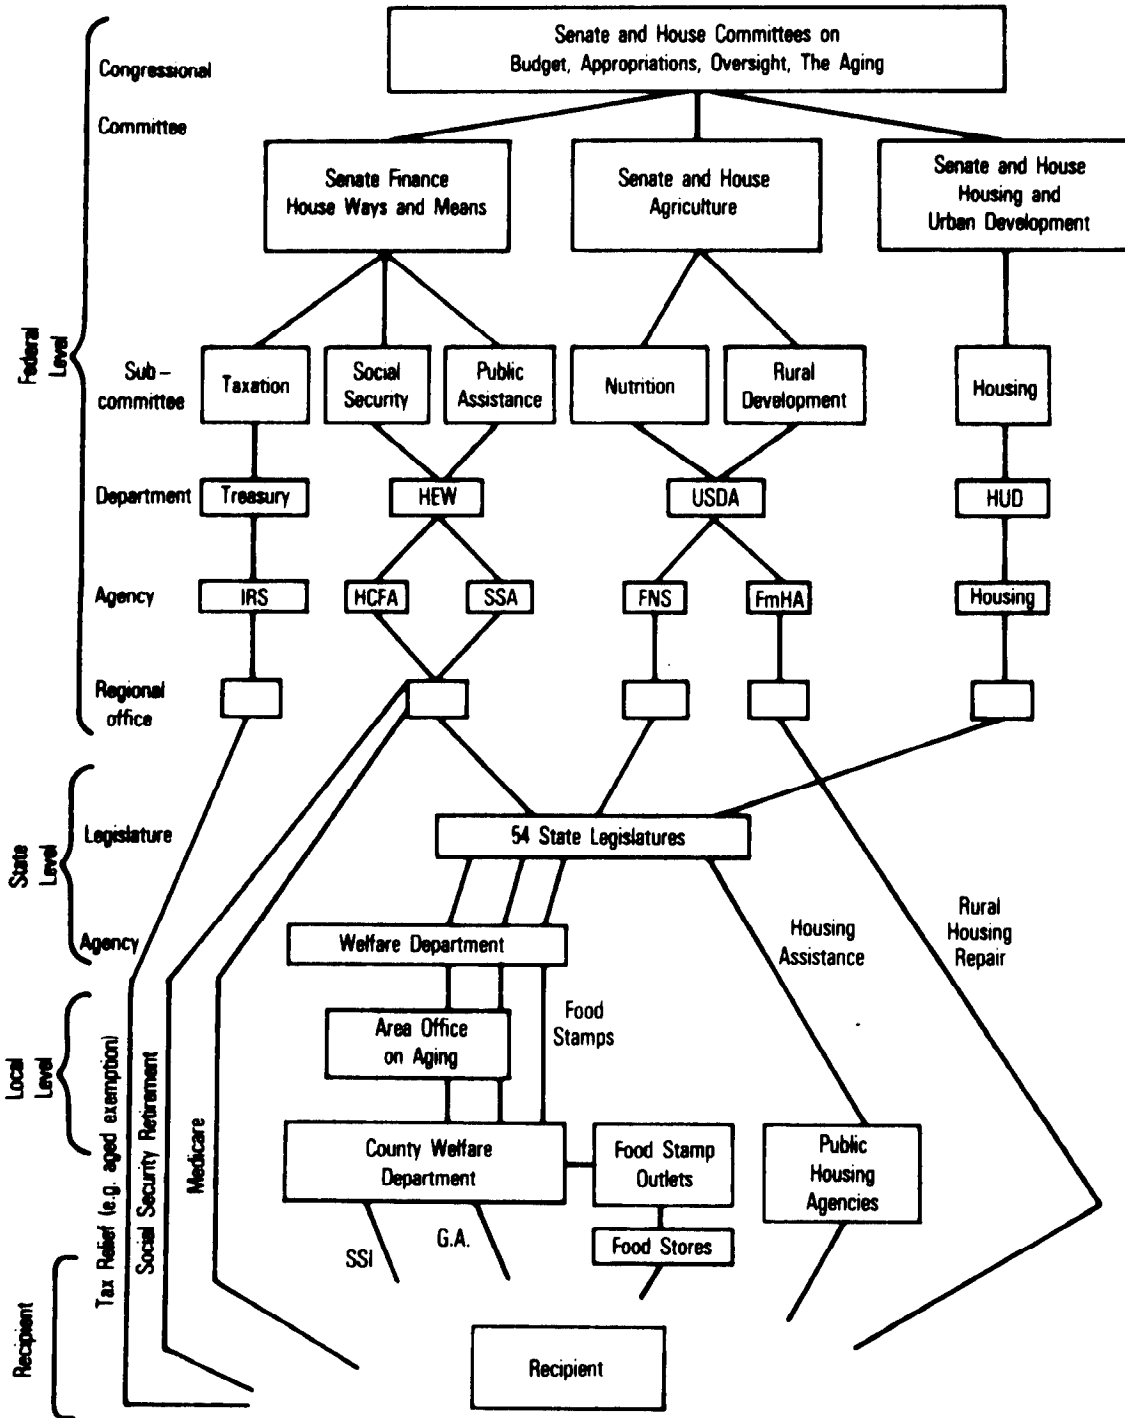 Senate and House Committees on
Budget, Appropriations, Oversight, The Aging
Congressional
Committee
Senate Finance
House Ways and Means
Senate and House
Agriculture
Senate and House
Housing and
Urban Development
Federal
Level
Sub-
committee
Taxation
Social
Security
Public
Assistance
Nutrition
Rural
Development
Housing
Department
Treasury
HEW
USDA
HUD
Agency
IRS
HCFA
SSA
FNS
FmHA
Housing
Regional
office
State
Level
Legislature
54 State Legislatures
Agency
Welfare Department
Housing
Assistance
Rural
Housing
Repair
Local
Level
Area Office
on Aging
Food
Stamps
Tax Relief (e.g. aged exemption)
Social Security Retirement
Medicare
County Welfare
Department
Food Stamp
Outlets
Public
Housing
Agencies
SSI
G.A.
Food Stores
Recipient
Recipient